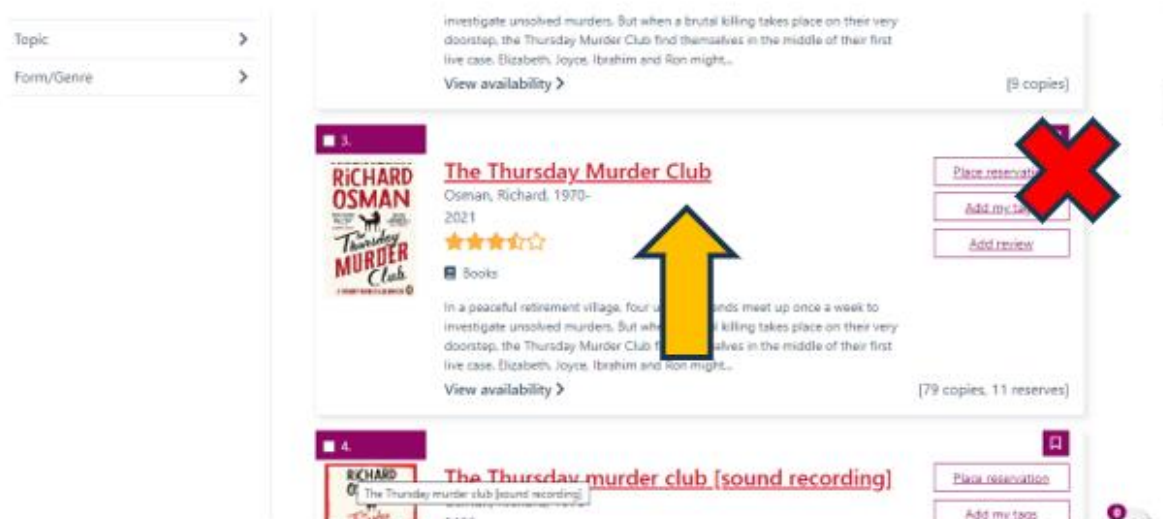 investigate unsolved murders. But when a brutal killing takes place on their very
doorstep, the Thursday Murder Club find themselves in the middle of their first
live case. Elizabeth, Joyce, Ibrahim and Ron might...
View availability >
[9 copies]
Topic >
Form/Genre >
3.
RICHARD
OSMAN
The
Thursday
MURDER
Club
The Thursday Murder Club
Osman, Richard, 1970-
2021
Books
In a peaceful retirement village, four u ends meet up once a week to
investigate unsolved murders. But whe killing takes place on their very
doorstep, the Thursday Murder Club f elves in the middle of their first
live case. Elizabeth, Joyce, Ibrahim and Ron might...
View availability >
[79 copies, 11 reserves]
Place reservatio
Add my ta
Add review
4.
RICHARD
The Thursday murder club [sound recording]
The Thursday murder club [sound recording]
Place reservation
Add my tags
0